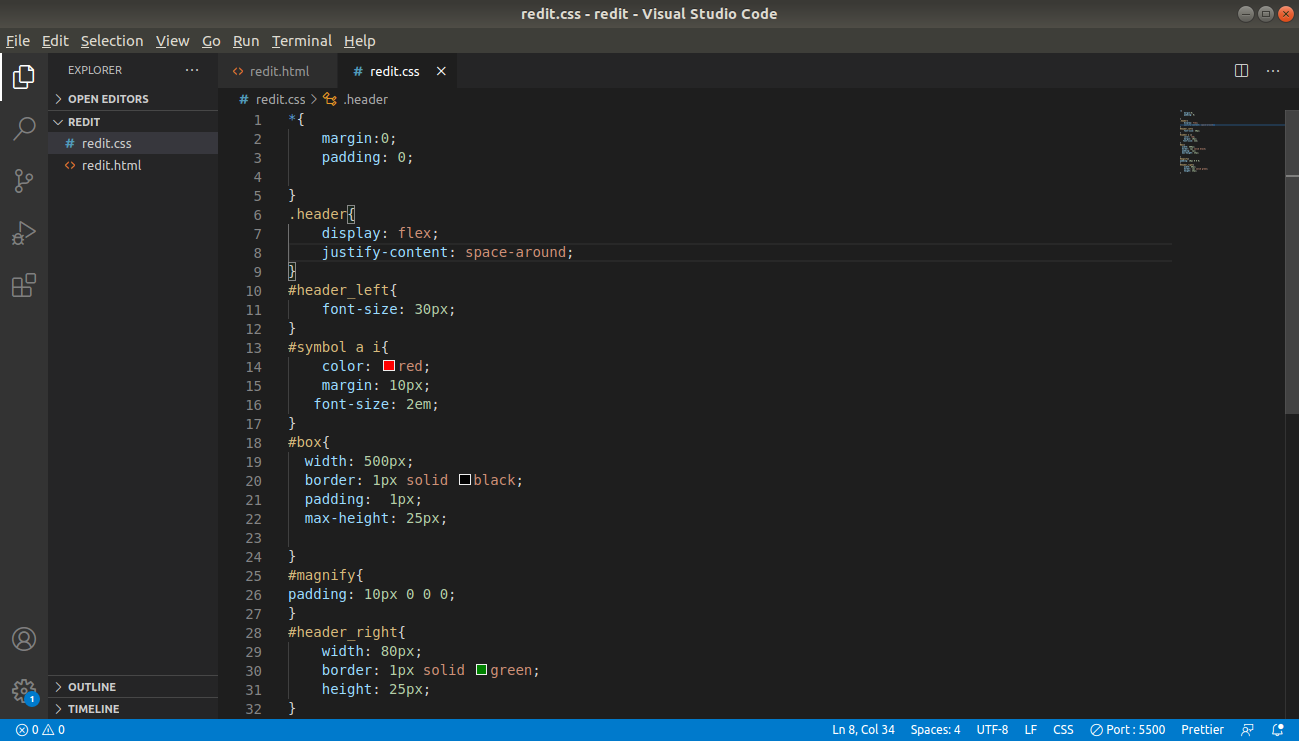 redit.css - redit - Visual Studio Code
File Edit Selection View Go Run Terminal Help
EXPLORER ···
redit.html
redit.css
OPEN EDITORS
REDIT
redit.css
redit.html
OUTLINE
TIMELINE
redit.css > .header
1 *{
2     margin:0;
3     padding: 0;
4
5 }
6 .header{
7     display: flex;
8     justify-content: space-around;
9 }
10 #header_left{
11     font-size: 30px;
12 }
13 #symbol a i{
14     color: red;
15     margin: 10px;
16    font-size: 2em;
17 }
18 #box{
19   width: 500px;
20   border: 1px solid black;
21   padding:  1px;
22   max-height: 25px;
23
24 }
25 #magnify{
26 padding: 10px 0 0 0;
27 }
28 #header_right{
29     width: 80px;
30     border: 1px solid green;
31     height: 25px;
32 }
1
0 0 Ln 8, Col 34 Spaces: 4 UTF-8 LF CSS Port : 5500 Prettier